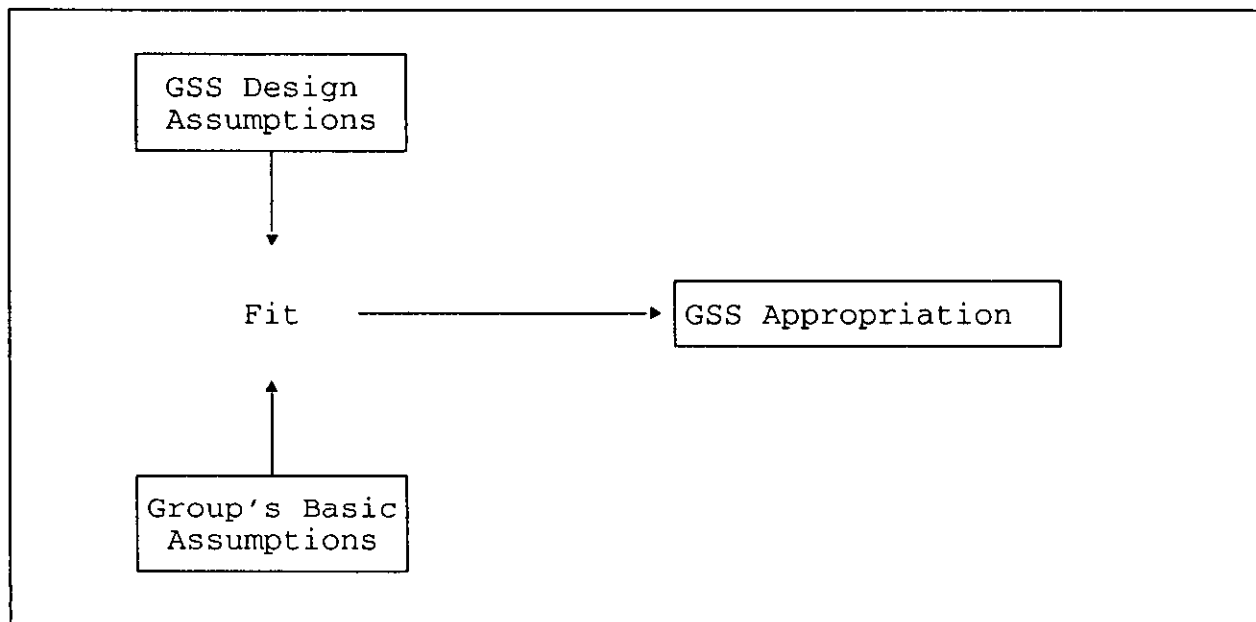 GSS Design
Assumptions
Fit
GSS Appropriation
Group's Basic
Assumptions